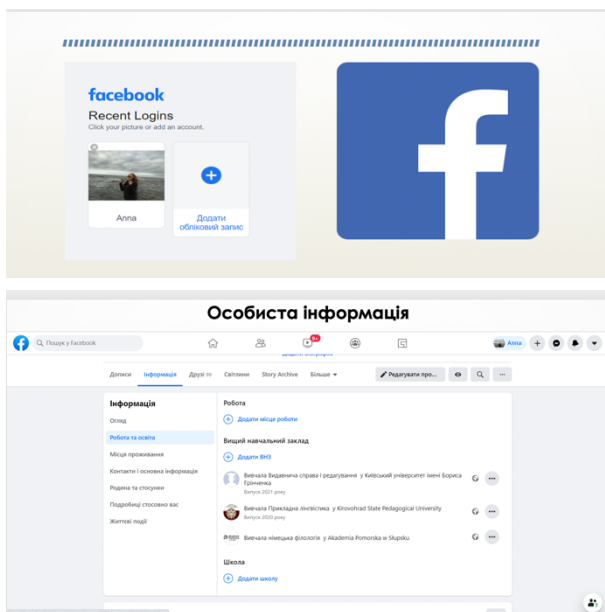 facebook
Recent Logins
Click your picture or add an account.
Anna
Додати
обліковий запис
Особиста інформація
Пошук у Facebook
9+
Anna
Дописи Інформація Друзі Світлини Story Archive Більше
Редагувати про...
Інформація
Огляд
Робота та освіта
Місця проживання
Контакти і основна інформація
Родина та стосунки
Подробиці стосовно вас
Життєві події
Робота
Додати місце роботи
Вищий навчальний заклад
Додати ВНЗ
Вивчала Видавнича справа і редагування у Київський університет імені Бориса
Грінченка
Випуск 2021 року
Вивчала Прикладна лінгвістика у Kirovohrad State Pedagogical University
Випуск 2020 року
Вивчала німецька філологія у Akademia Pomorska w Słupsku
Школа
Додати школу